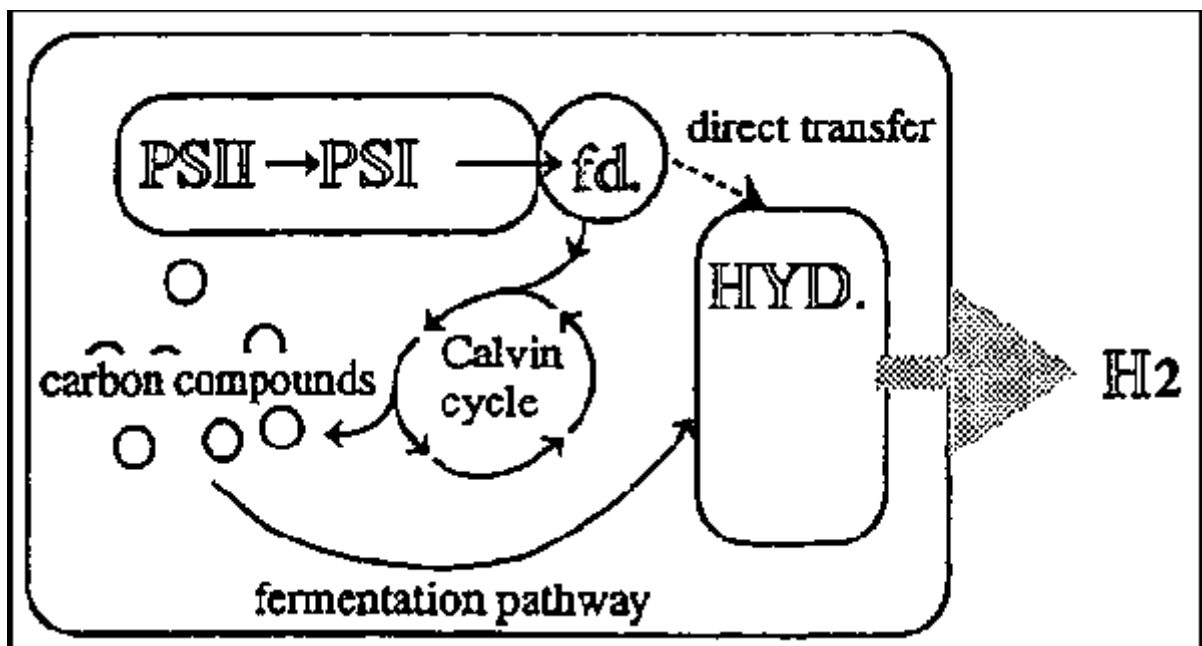 PSII → PSI → fd.
direct transfer
HYD.
Calvin
cycle
carbon compounds
H2
fermentation pathway